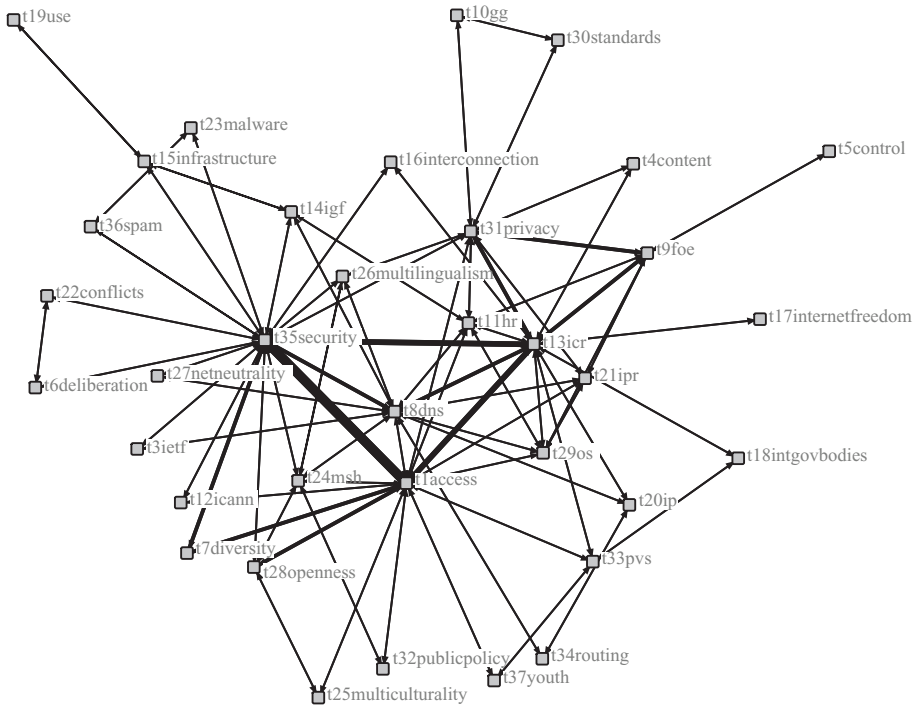 t19use
t10gg
t30standards
t23malware
t5control
t15infrastructure
t16interconnection
t4content
t14igf
t36spam
t31privacy
t9foe
t26multilingualism
t22conflicts
t17internetfreedom
t11hr
t35security
t13icr
t27netneutrality
t21ipr
t6deliberation
t8dns
t3ietf
t29os
t18intgovbodies
t24msh
t1access
t12icann
t20ip
t7diversity
t33pvs
t28openness
t34routing
t32publicpolicy
t37youth
t25multiculturality